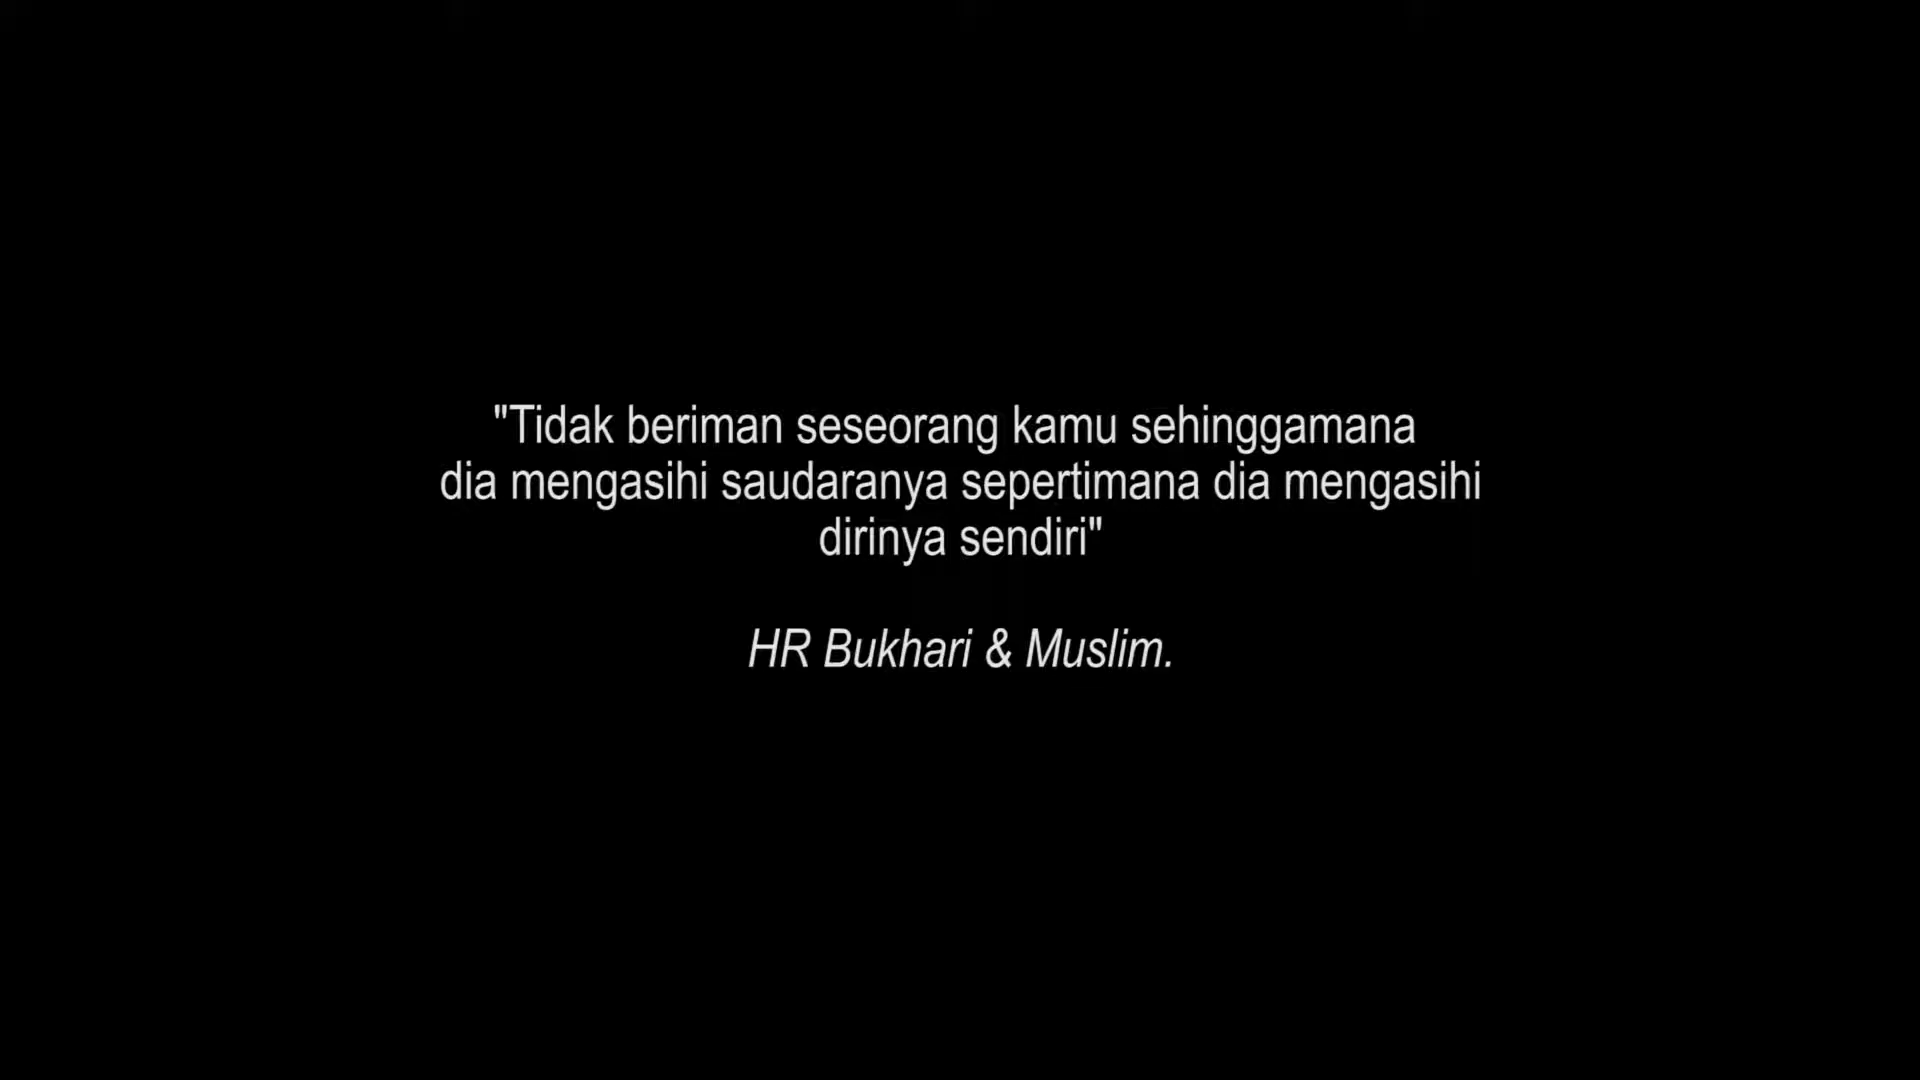 "Tidak beriman seseorang kamu sehinggamana
dia mengasihi saudaranya sepertimana dia mengasihi
dirinya sendiri"
HR Bukhari & Muslim.